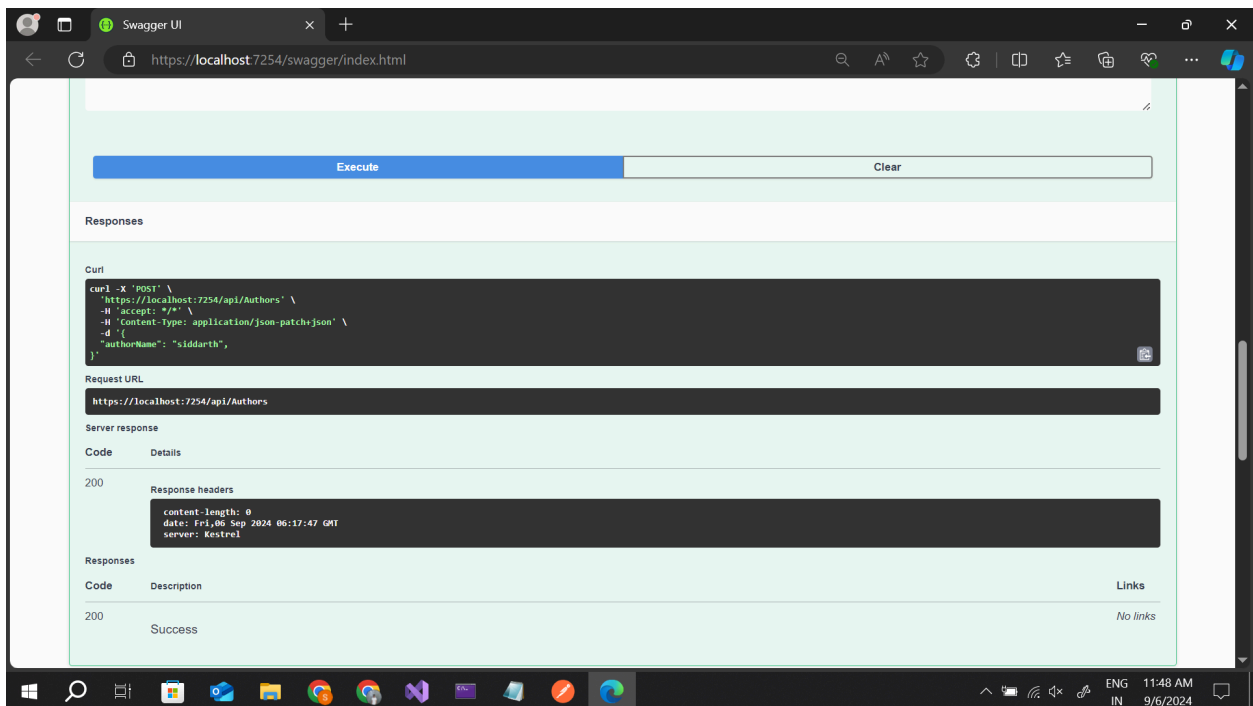 Swagger UI
https://localhost:7254/swagger/index.html
Execute
Clear
Responses
Curl
curl -X 'POST' \
'https://localhost:7254/api/Authors' \
-H 'accept: */*' \
-H 'Content-Type: application/json-patch+json' \
-d '{
"authorName": "siddarth",
}'
Request URL
https://localhost:7254/api/Authors
Server response
Code Details
200
Response headers
content-length: 0
date: Fri,06 Sep 2024 06:17:47 GMT
server: Kestrel
Responses
Code Description Links
200 Success No links
ENG 11:48 AM
IN 9/6/2024